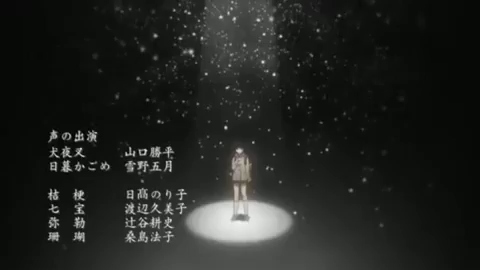 声の出演
犬夜叉 山口勝平
日暮かごめ 雪野五月
桔梗 日髙のり子
七宝 渡辺久美子
弥勒 辻谷耕史
珊瑚 桑島法子